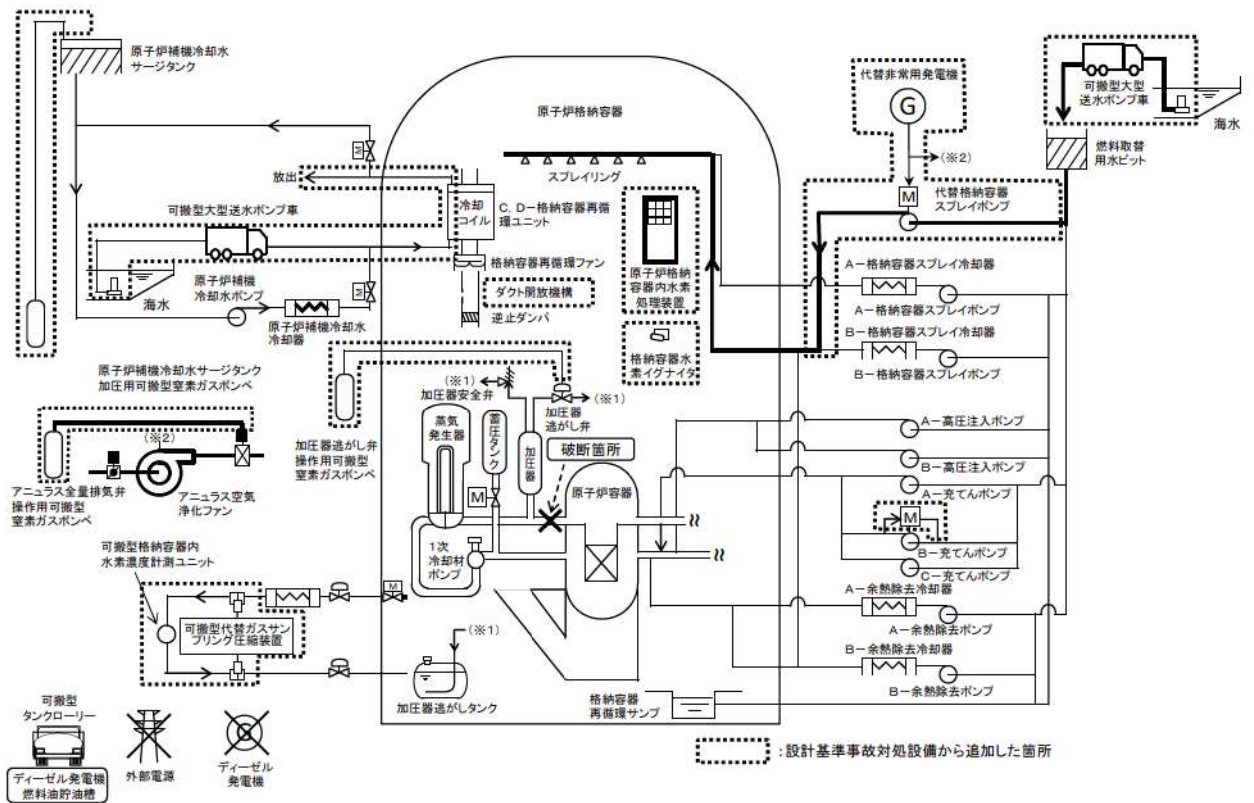 原子炉補機冷却水
サージタンク
放出
可搬型大型送水ポンプ車
海水
原子炉補機
冷却水ポンプ
原子炉補機冷却水
冷却器
原子炉補機冷却水サージタンク
加圧用可搬型窒素ガスボンベ
(※2)
アニュラス全量排気弁
操作用可搬型
窒素ガスボンベ
アニュラス空気
浄化ファン
可搬型格納容器内
水素濃度計測ユニット
可搬型代替ガスサン
プリング圧縮装置
可搬型
タンクローリー
ディーゼル発電機
燃料油貯油槽
外部電源
ディーゼル
発電機
原子炉格納容器
スプレイリング
冷却
コイル
C, D-格納容器再循
環ユニット
格納容器再循環ファン
ダクト開放機構
逆止ダンパ
原子炉格納
容器内水素
処理装置
格納容器水
素イグナイタ
(※1)
加圧器安全弁
(※1)
加圧器
逃がし弁
加圧器逃がし弁
操作用可搬型
窒素ガスボンベ
蒸気
発生器
蓄圧タンク
加圧器
破断箇所
原子炉容器
M
M
M
M
1次
冷却材
ポンプ
(※1)
加圧器逃がしタンク
格納容器
再循環サンプ
代替非常用発電機
G
(※2)
M
代替格納容器
スプレイポンプ
可搬型大型
送水ポンプ車
海水
燃料取替
用水ピット
A-格納容器スプレイ冷却器
A-格納容器スプレイポンプ
B-格納容器スプレイ冷却器
B-格納容器スプレイポンプ
A-高圧注入ポンプ
B-高圧注入ポンプ
A-充てんポンプ
M
B-充てんポンプ
C-充てんポンプ
A-余熱除去冷却器
A-余熱除去ポンプ
B-余熱除去冷却器
B-余熱除去ポンプ
:設計基準事故対処設備から追加した箇所